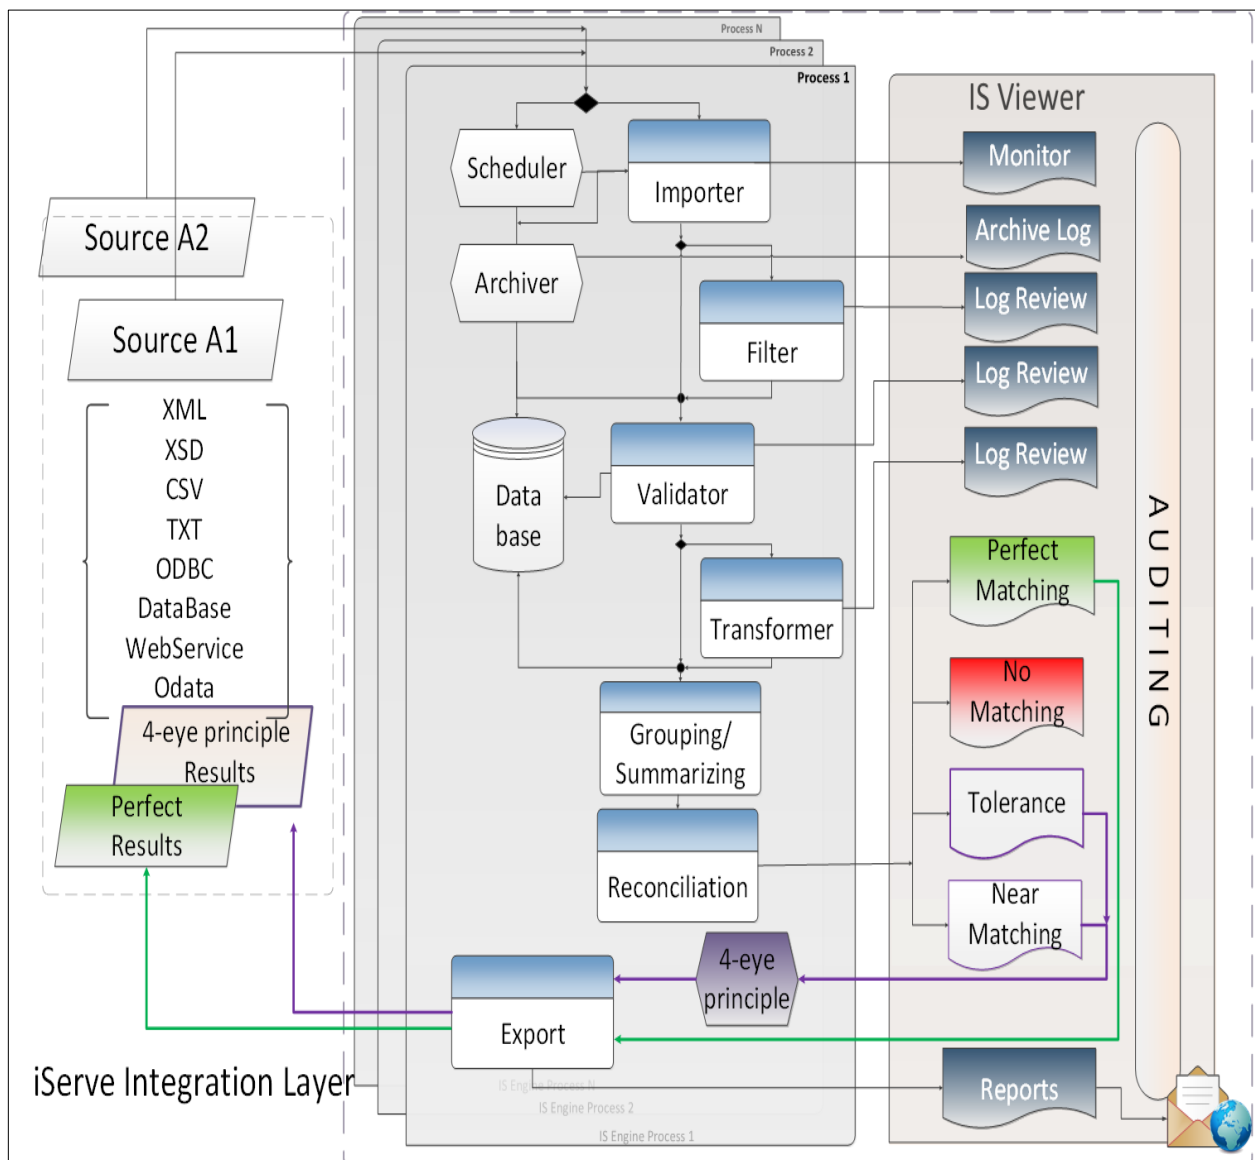 Process N
Process 2
Process 1
IS Viewer
Scheduler
Importer
Monitor
Source A2
Archive Log
Archiver
Log Review
Source A1
Filter
Log Review
XML
XSD
CSV
TXT
ODBC
DataBase
WebService
Odata
Log Review
Data
base
Validator
AUDITING
Perfect
Matching
Transformer
No
Matching
4-eye principle
Results
Grouping/
Summarizing
Perfect
Results
Tolerance
Reconciliation
Near
Matching
4-eye
principle
Export
iServe Integration Layer
Reports
IS Engine Process N
IS Engine Process 2
IS Engine Process 1